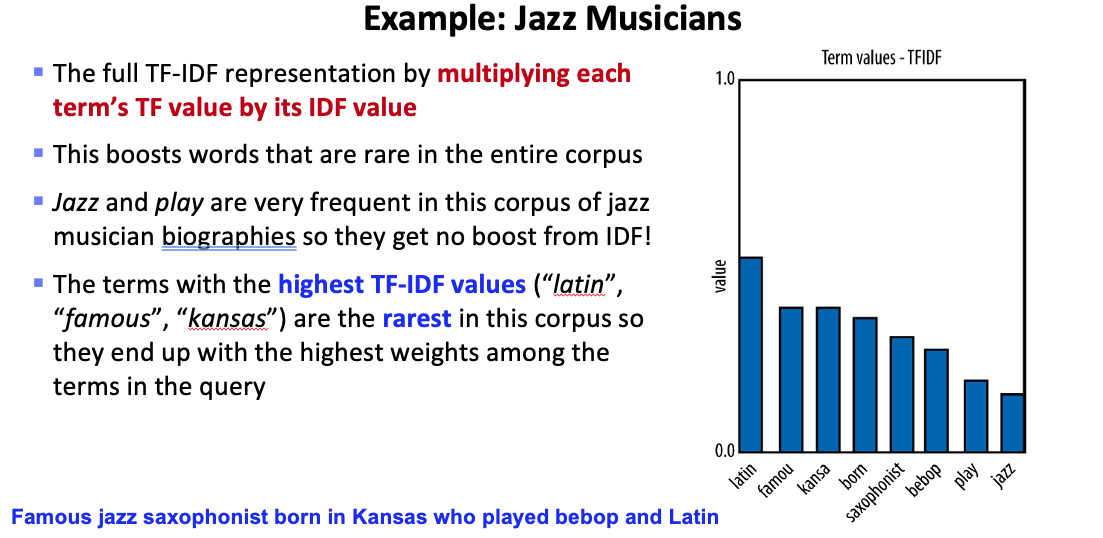 Example: Jazz Musicians
The full TF-IDF representation by multiplying each
term's TF value by its IDF value
This boosts words that are rare in the entire corpus
Jazz and play are very frequent in this corpus of jazz
musician biographies so they get no boost from IDF!
The terms with the highest TF-IDF values (“latin”,
“famous”, “kansas”) are the rarest in this corpus so
they end up with the highest weights among the
terms in the query
Famous jazz saxophonist born in Kansas who played bebop and Latin
Term values - TFIDF
1.0
value
0.0
latin
famou
kansa
born
saxophonist
bebop
play
jazz